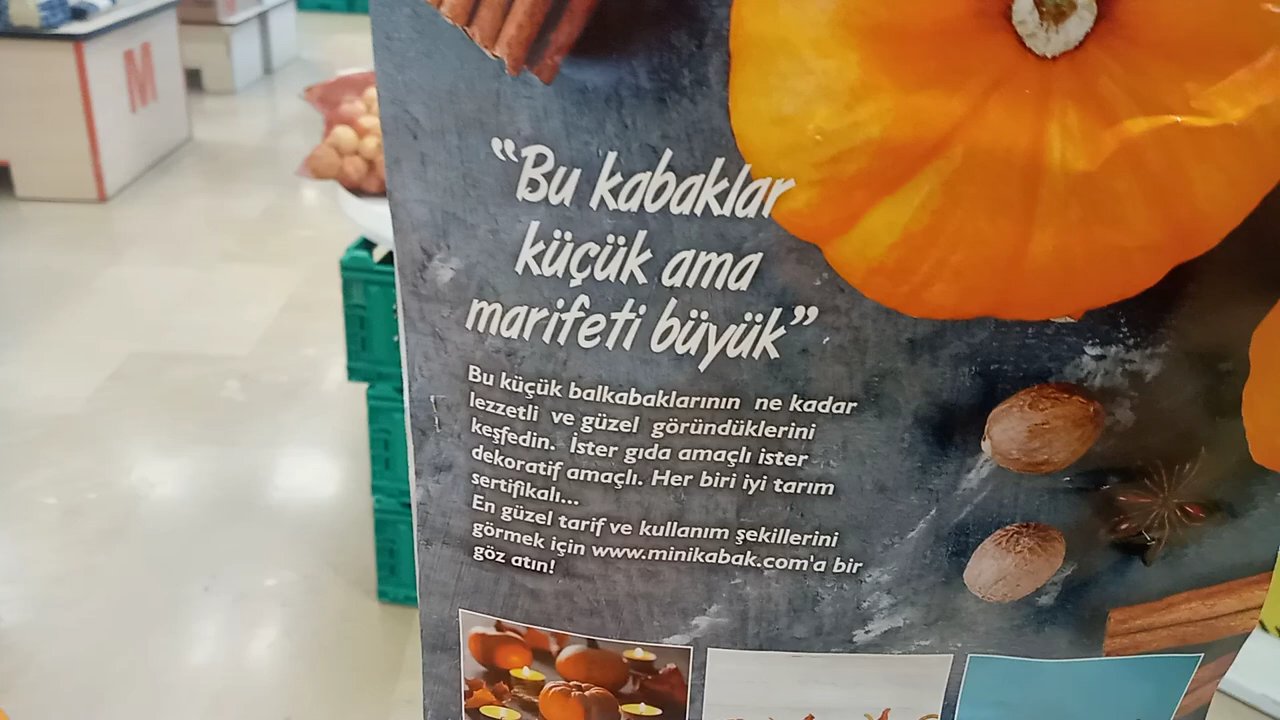 M
“Bu kabaklar
küçük ama
marifeti büyük”
Bu küçük balkabaklarının ne kadar
lezzetli ve güzel göründüklerini
keşfedin. İster gıda amaçlı ister
dekoratif amaçlı. Her biri iyi tarım
sertifikalı...
En güzel tarif ve kullanım şekillerini
görmek için www.minikabak.com'a bir
göz atın!